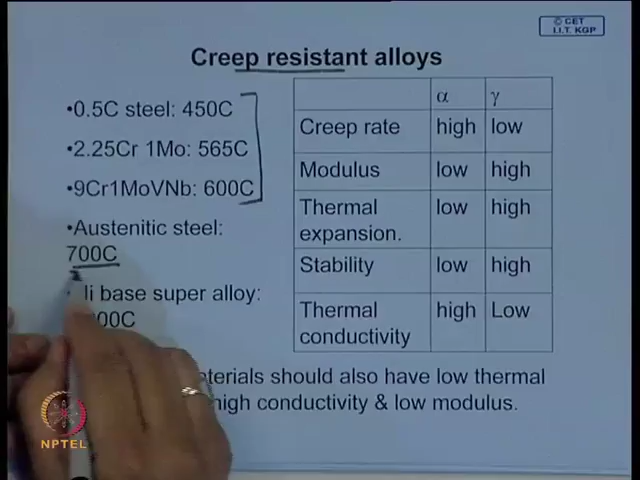 © CET
I.I.T. KGP
Creep resistant alloys
•0.5C steel: 450C
•2.25Cr 1Mo: 565C
•9Cr1MoVNb: 600C
•Austenitic steel:
700C
base super alloy:
00C
α γ
Creep rate high low
Modulus low high
Thermal
expansion. low high
Stability low high
Thermal
conductivity high Low
should also have low thermal
high conductivity & low modulus.
NPTEL